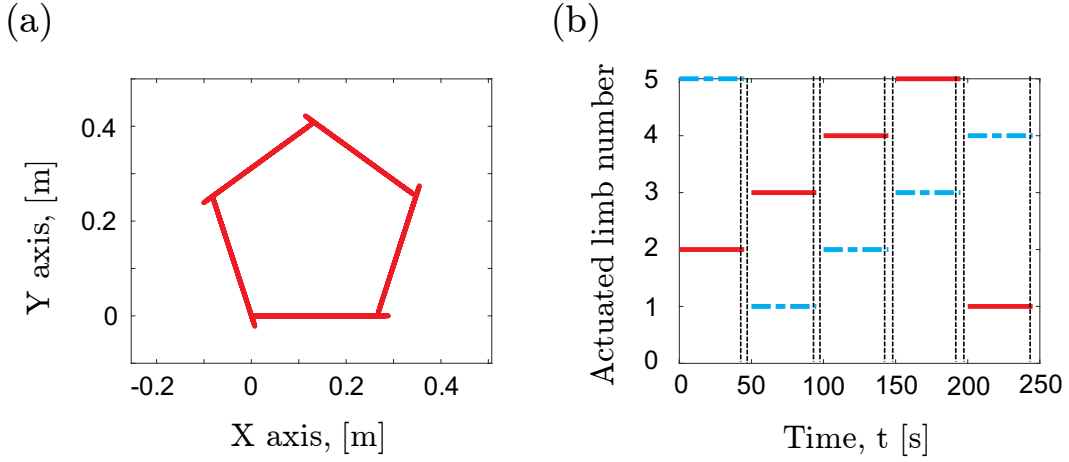 (a)
Y axis, [m]
0.4
0.2
0
-0.2 0 0.2 0.4
X axis, [m]
(b)
Actuated limb number
5
4
3
2
1
0
0 50 100 150 200 250
Time, t [s]